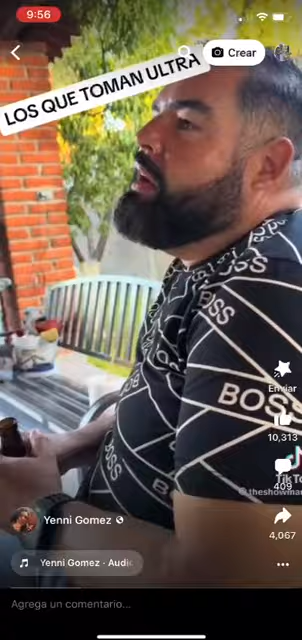 9:56
Crear
LOS QUE TOMAN ULTRA
BOSS
BOSS
BOSS
BOSS
Enviar
10,313
TikTo
409
@theshowman
Yenni Gomez
4,067
Yenni Gomez · Audio
Agrega un comentario...